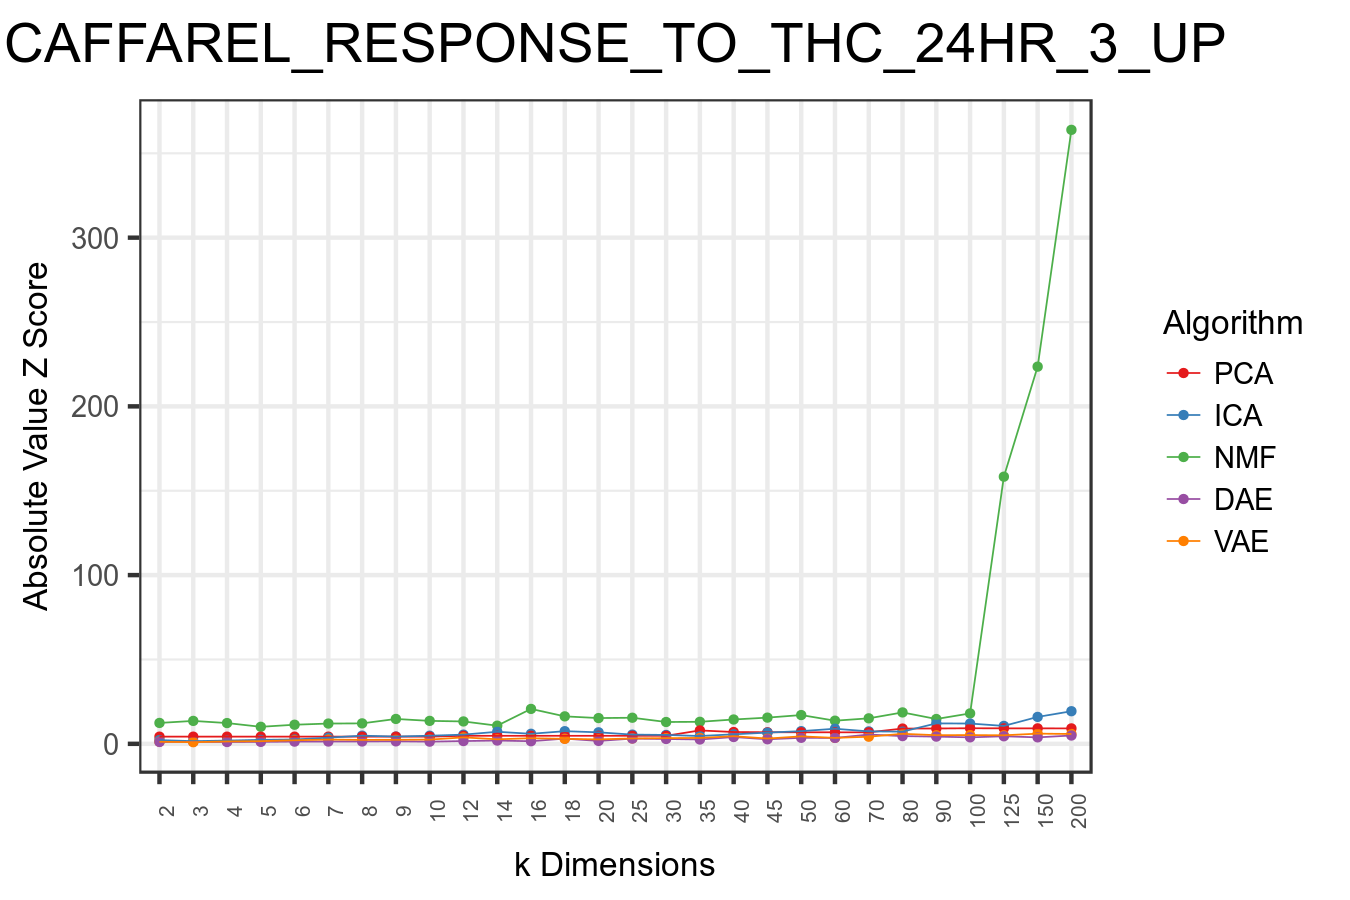 CAFFAREL_RESPONSE_TO_THC_24HR_3_UP
Absolute Value Z Score
300
200
100
0
2 3 4 5 6 7 8 9 10 12 14 16 18 20 25 30 35 40 45 50 60 70 80 90 100 125 150 200
k Dimensions
Algorithm
PCA
ICA
NMF
DAE
VAE